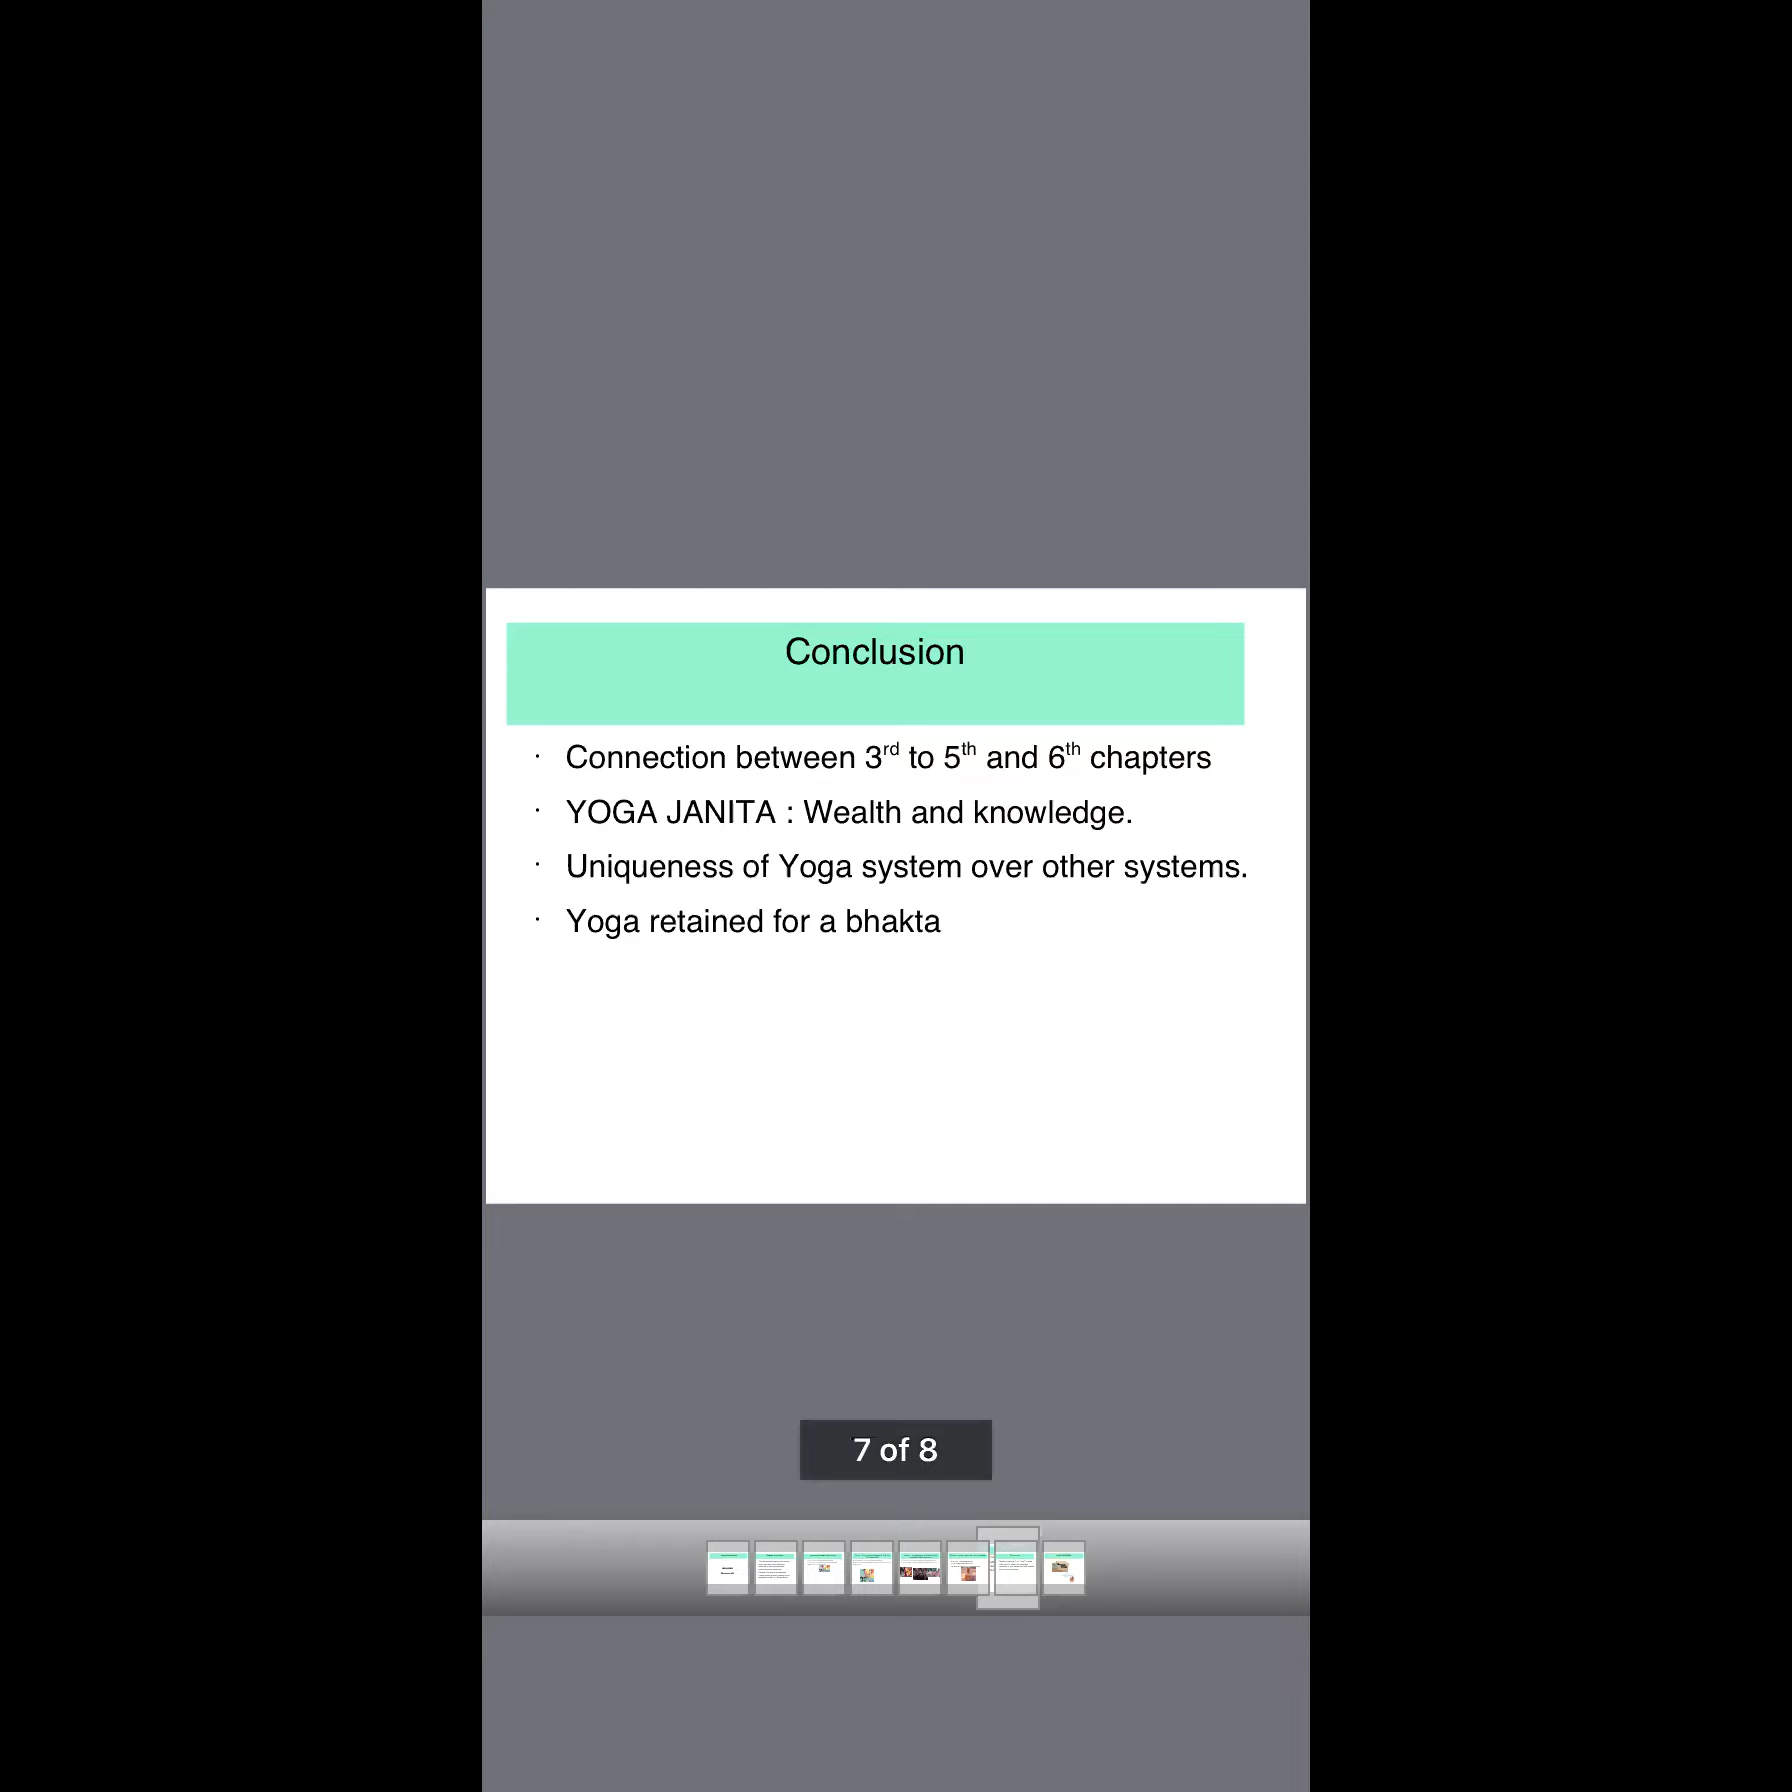 Conclusion
· Connection between 3rd to 5th and 6th chapters
· YOGA JANITA : Wealth and knowledge.
· Uniqueness of Yoga system over other systems.
· Yoga retained for a bhakta
7 of 8